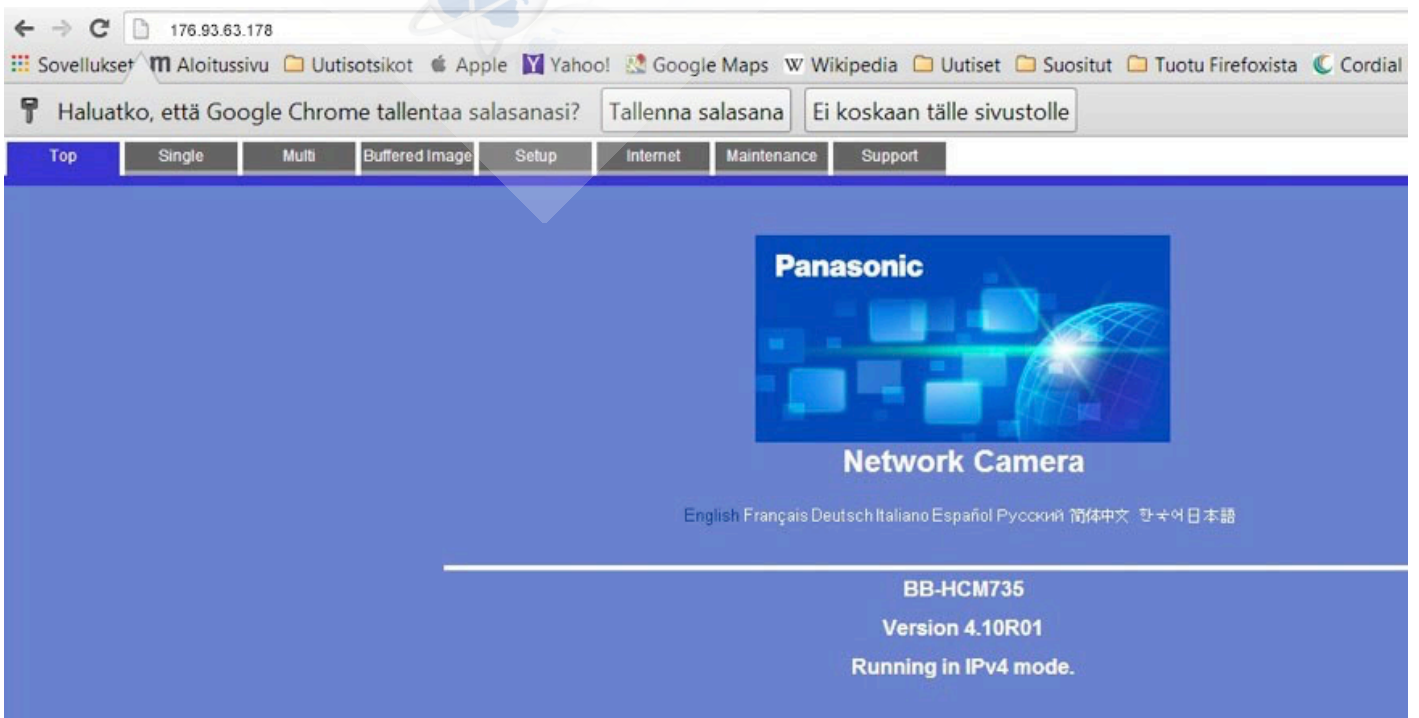 176.93.63.178
Sovellukset m Aloitussivu Uutisotsikot Apple Y Yahoo! Google Maps W Wikipedia Uutiset Suositut Tuotu Firefoxista Cordial
Haluatko, että Google Chrome tallentaa salasanasi? Tallenna salasana Ei koskaan tälle sivustolle
Top Single Multi Buffered Image Setup Internet Maintenance Support
Panasonic
Network Camera
English Français Deutsch Italiano Español Русский 简体中文 한국어 日本語
BB-HCM735
Version 4.10R01
Running in IPv4 mode.